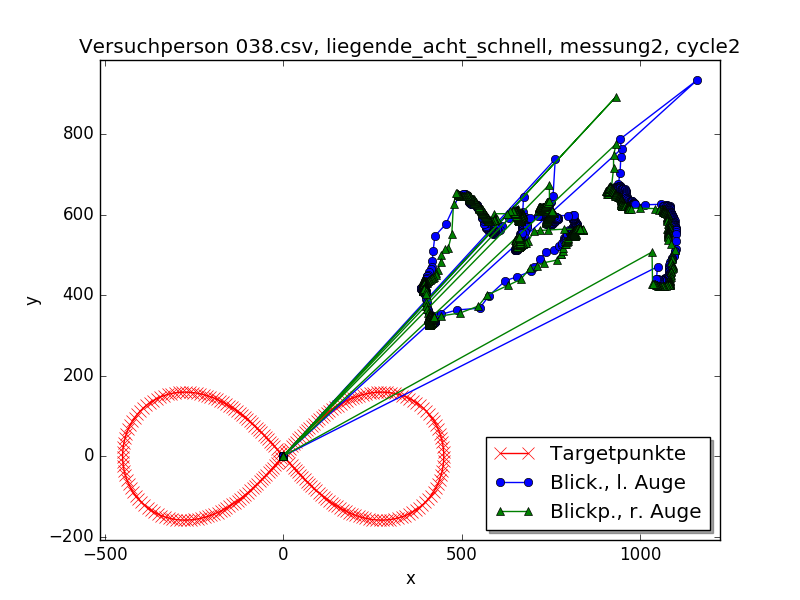 Versuchperson 038.csv, liegende_acht_schnell, messung2, cycle2
y
800
600
400
200
0
−200
−500
0
500
1000
x
Targetpunkte
Blick., l. Auge
Blickp., r. Auge